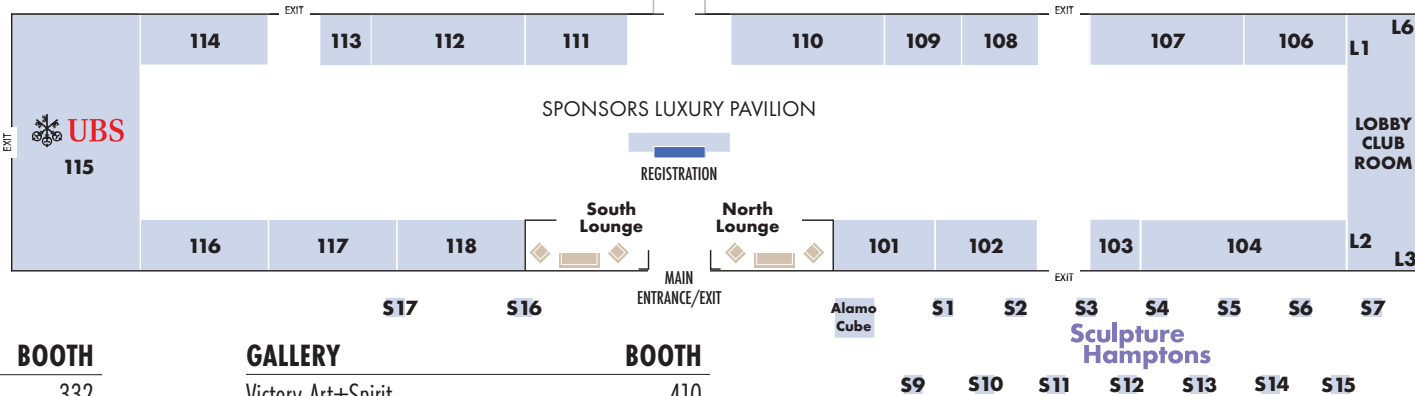 EXIT
EXIT
114
113
112
111
110
109
108
107
106
L1
L6
SPONSORS LUXURY PAVILION
EXIT
UBS
115
LOBBY
CLUB
ROOM
REGISTRATION
South
Lounge
North
Lounge
116
117
118
101
102
103
104
L2
L3
MAIN
ENTRANCE/EXIT
EXIT
S17
S16
Alamo
Cube
S1
S2
S3
S4
S5
S6
S7
Sculpture
Hamptons
S9
S10
S11
S12
S13
S14
S15
BOOTH
GALLERY
BOOTH
332
Victory Art+Spirit
410